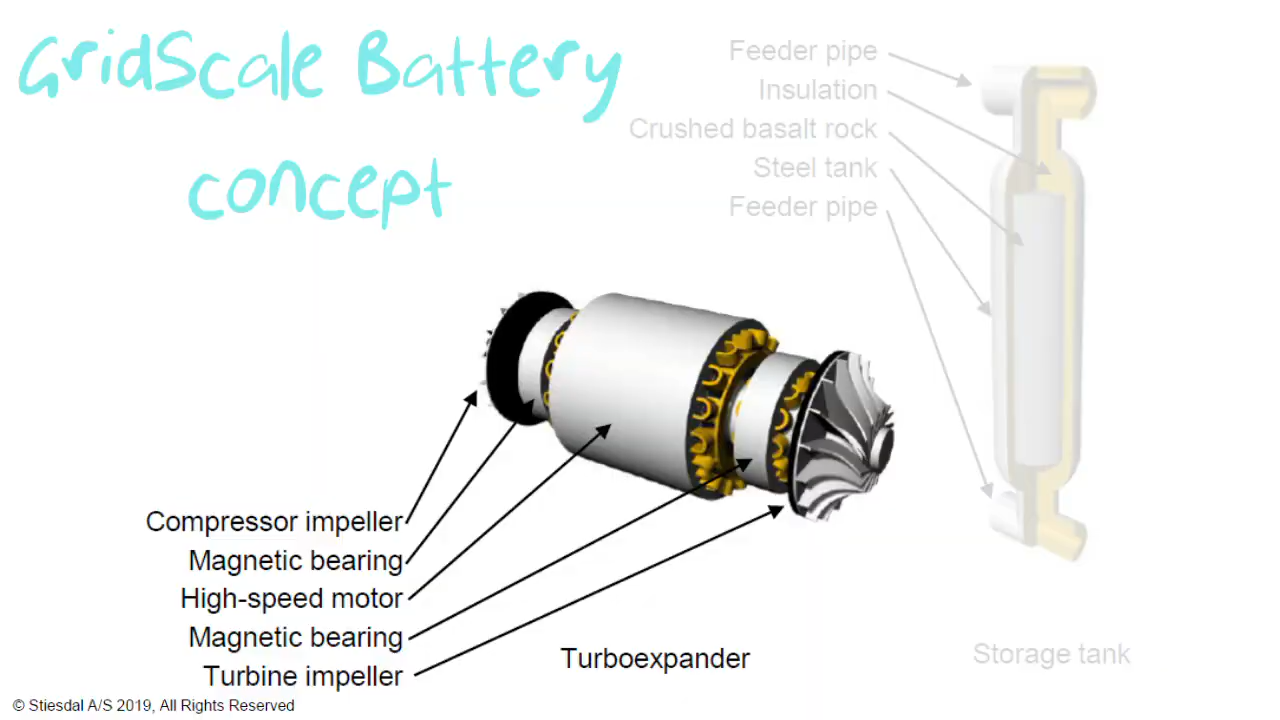 GridScale Battery
concept
Feeder pipe
Insulation
Crushed basalt rock
Steel tank
Feeder pipe
Compressor impeller
Magnetic bearing
High-speed motor
Magnetic bearing
Turbine impeller
Turboexpander
Storage tank
© Stiesdal A/S 2019, All Rights Reserved